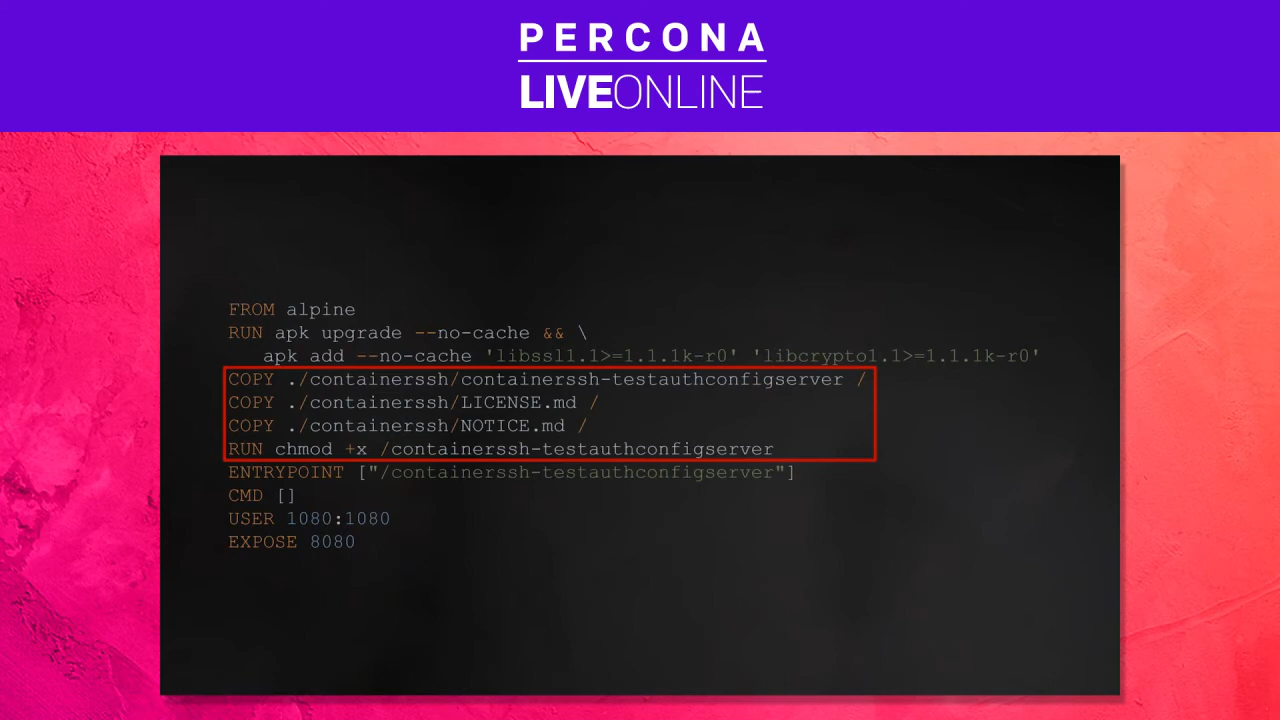 PERCONA
LIVEONLINE
FROM alpine
RUN apk upgrade --no-cache && \
apk add --no-cache 'libssl1.1>=1.1.1k-r0' 'libcrypto1.1>=1.1.1k-r0'
COPY ./containerssh/containerssh-testauthconfigserver /
COPY ./containerssh/LICENSE.md /
COPY ./containerssh/NOTICE.md /
RUN chmod +x /containerssh-testauthconfigserver
ENTRYPOINT ["/containerssh-testauthconfigserver"]
CMD []
USER 1080:1080
EXPOSE 8080